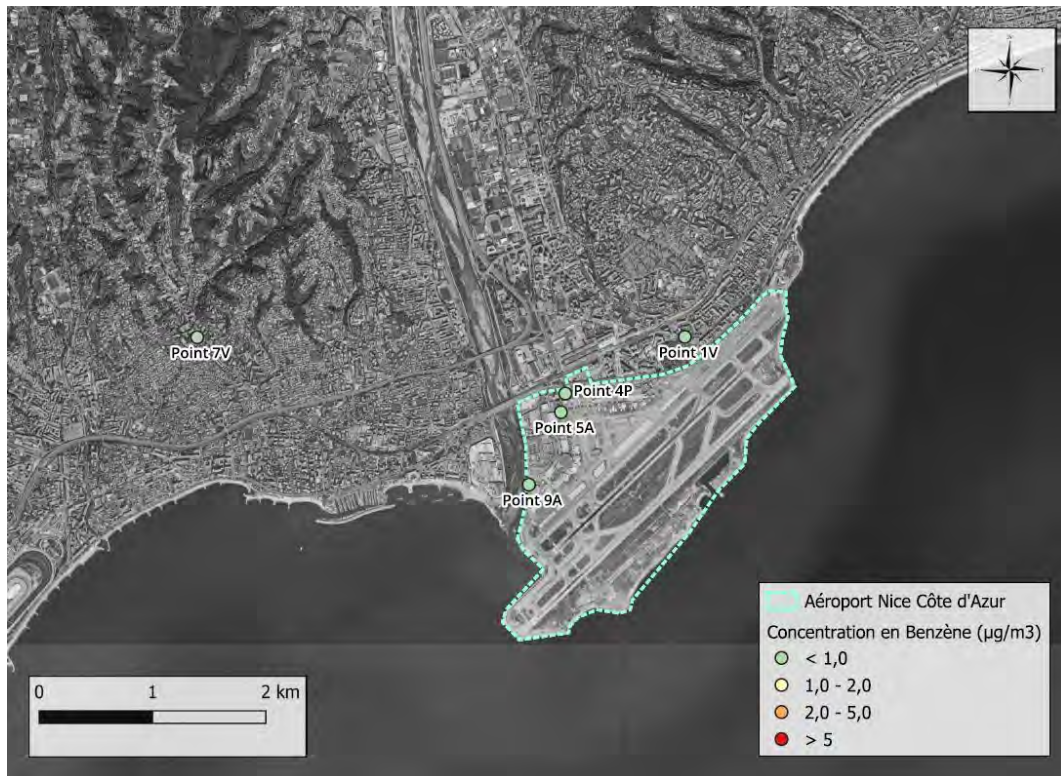 Point 7V
Point 1V
Point 4P
Point 5A
Point 9A
Aéroport Nice Côte d'Azur
Concentration en Benzène (µg/m3)
< 1,0
1,0 - 2,0
2,0 - 5,0
> 5
0 1 2 km